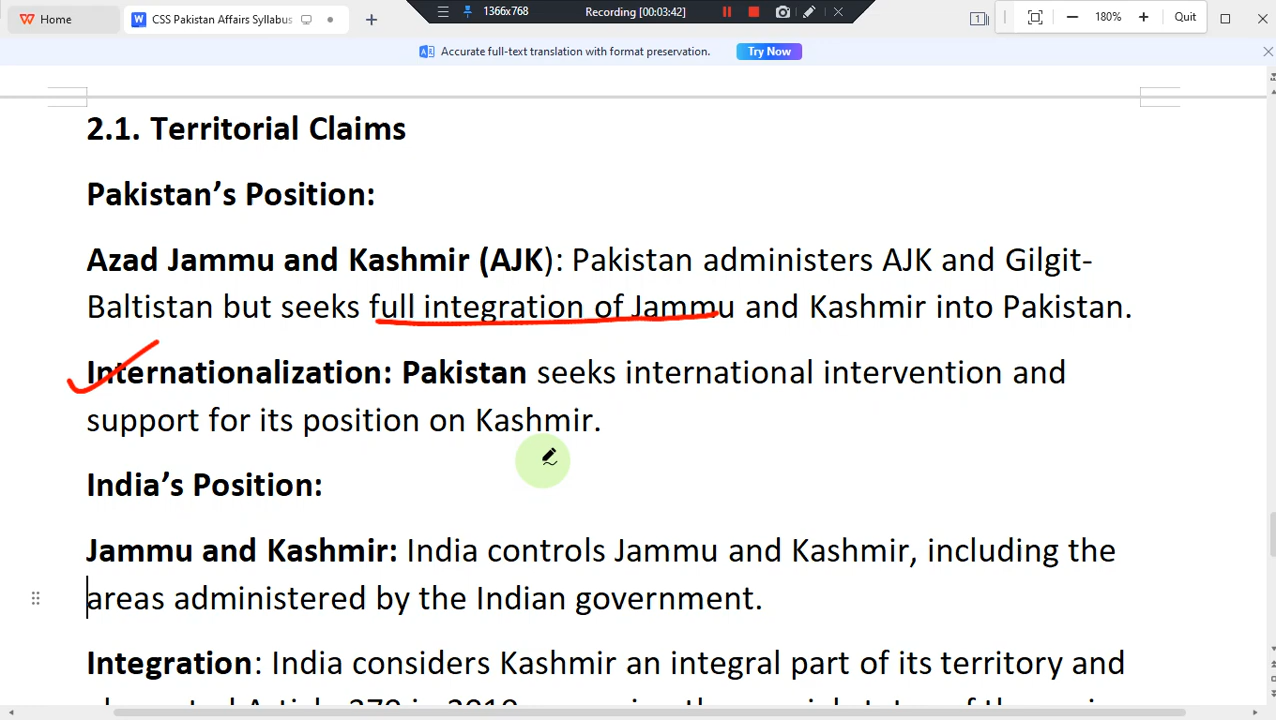 Home
W CSS Pakistan Affairs Syllabus
1366x768
Recording [00:03:42]
1
180%
Quit
Accurate full-text translation with format preservation.
Try Now
2.1. Territorial Claims
Pakistan’s Position:
Azad Jammu and Kashmir (AJK): Pakistan administers AJK and Gilgit-
Baltistan but seeks full integration of Jammu and Kashmir into Pakistan.
Internationalization: Pakistan seeks international intervention and
support for its position on Kashmir.
India’s Position:
Jammu and Kashmir: India controls Jammu and Kashmir, including the
areas administered by the Indian government.
Integration: India considers Kashmir an integral part of its territory and